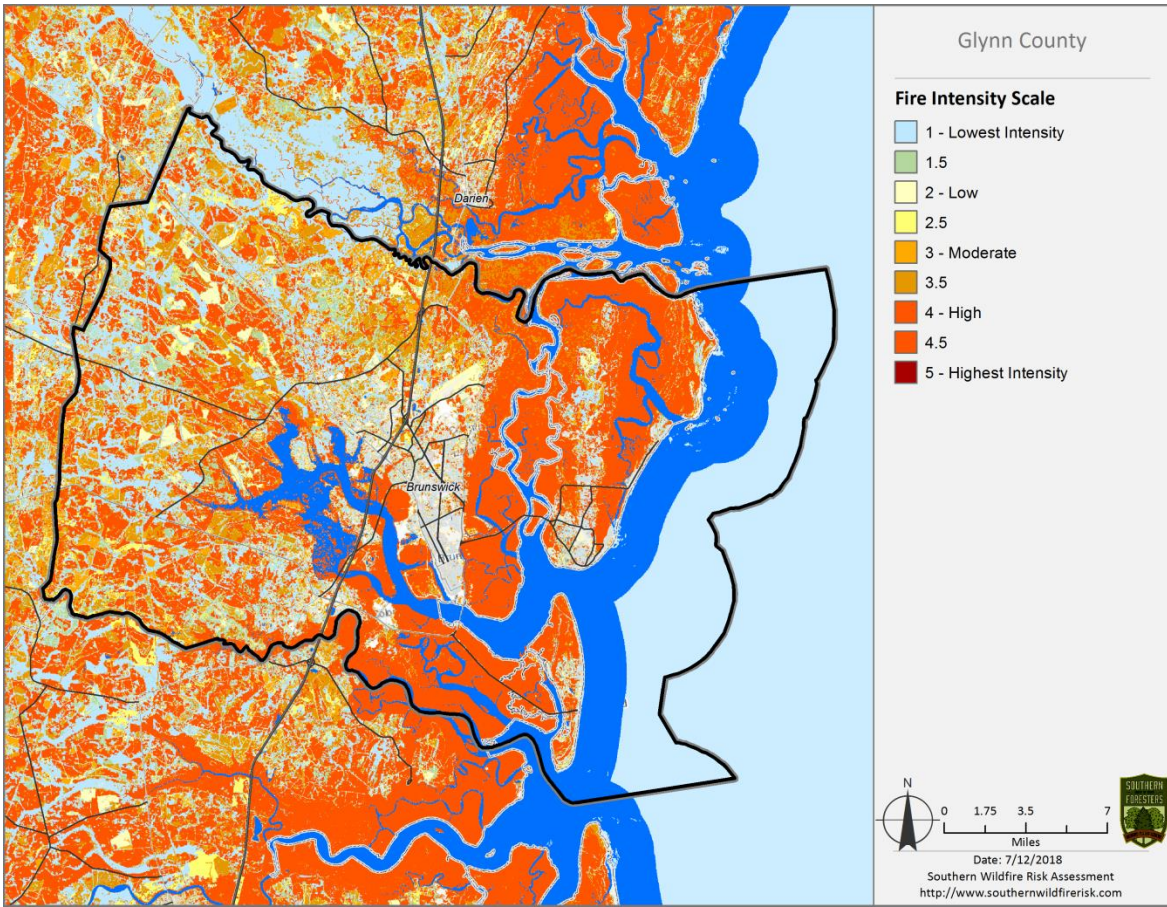 Glynn County
Fire Intensity Scale
1 - Lowest Intensity
1.5
2 - Low
2.5
3 - Moderate
3.5
4 - High
4.5
5 - Highest Intensity
Darien
Brunswick
N
0 1.75 3.5 7
Miles
Date: 7/12/2018
Southern Wildfire Risk Assessment
http://www.southernwildfirerisk.com
SOUTHERN
FORESTERS